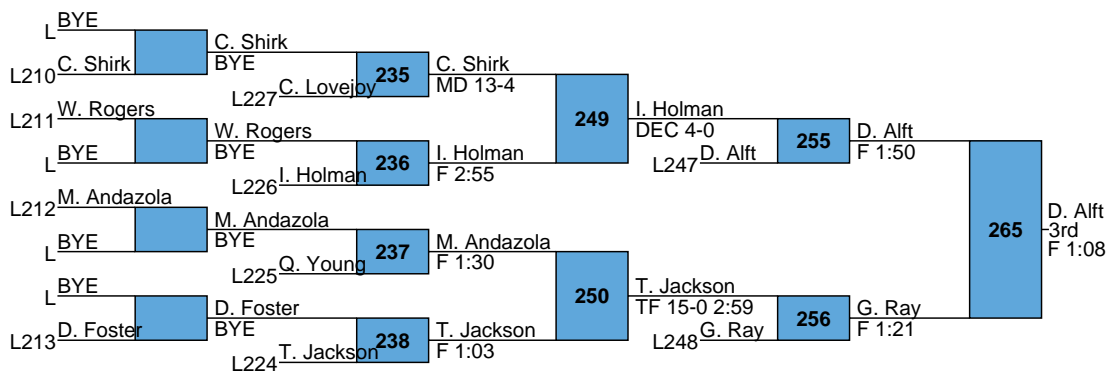 L BYE
L210 C. Shirk
L211 W. Rogers
L BYE
L212 M. Andazola
L BYE
L BYE
L213 D. Foster
C. Shirk
BYE
L227 C. Lovejoy
W. Rogers
BYE
L226 I. Holman
M. Andazola
BYE
L225 Q. Young
D. Foster
BYE
L224 T. Jackson
235
236
237
238
C. Shirk
MD 13-4
I. Holman
F 2:55
M. Andazola
F 1:30
T. Jackson
F 1:03
249
250
I. Holman
DEC 4-0
L247 D. Alft
T. Jackson
TF 15-0 2:59
L248 G. Ray
255
256
D. Alft
F 1:50
G. Ray
F 1:21
265
D. Alft
3rd
F 1:08